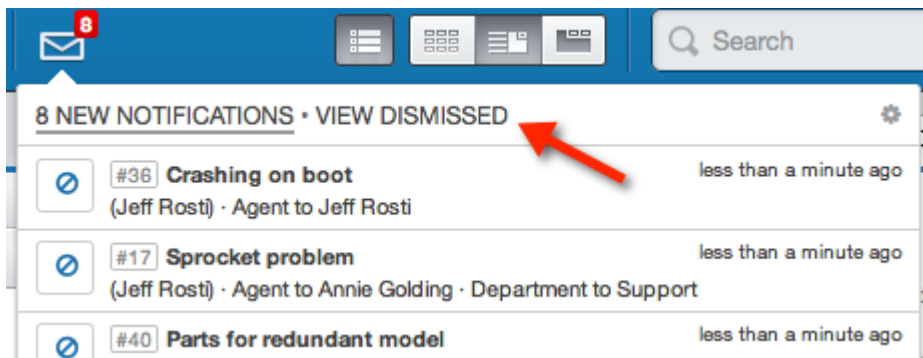 8
Search
8 NEW NOTIFICATIONS • VIEW DISMISSED
#36 Crashing on boot less than a minute ago
(Jeff Rosti) · Agent to Jeff Rosti
#17 Sprocket problem less than a minute ago
(Jeff Rosti) · Agent to Annie Golding · Department to Support
#40 Parts for redundant model less than a minute ago